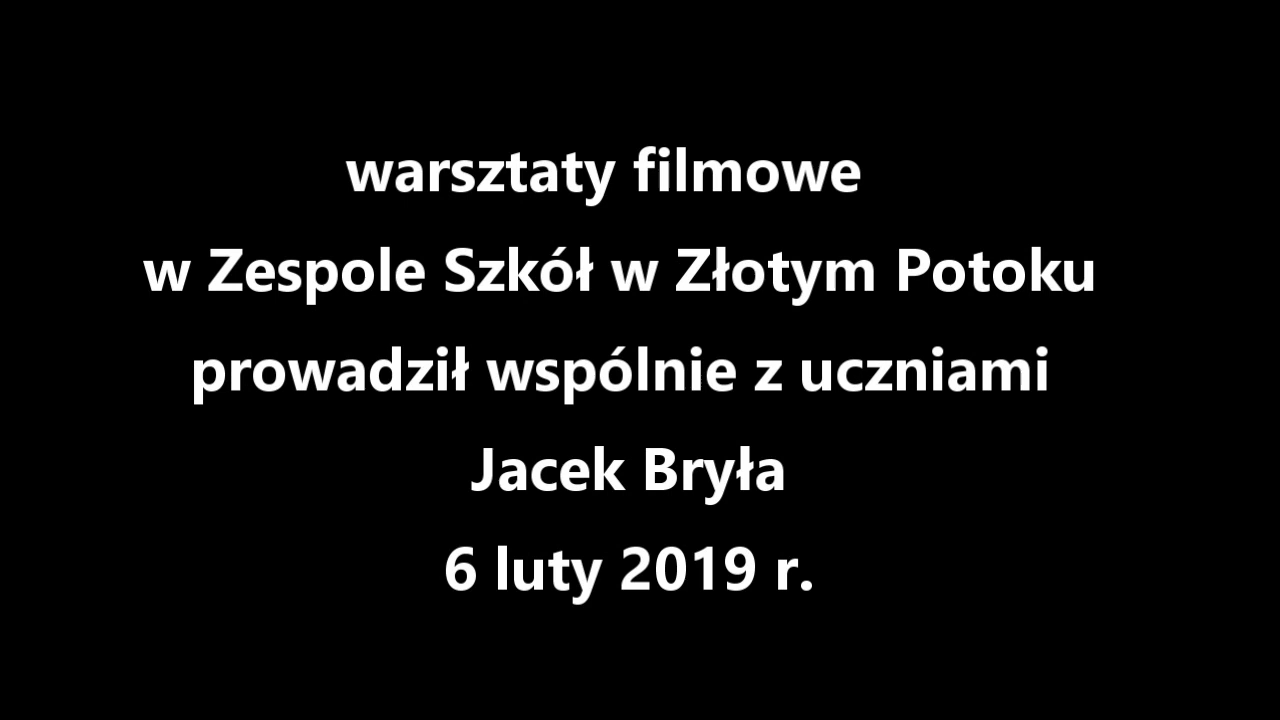 warsztaty filmowe
w Zespole Szkół w Złotym Potoku
prowadził wspólnie z uczniami
Jacek Bryła
6 luty 2019 r.